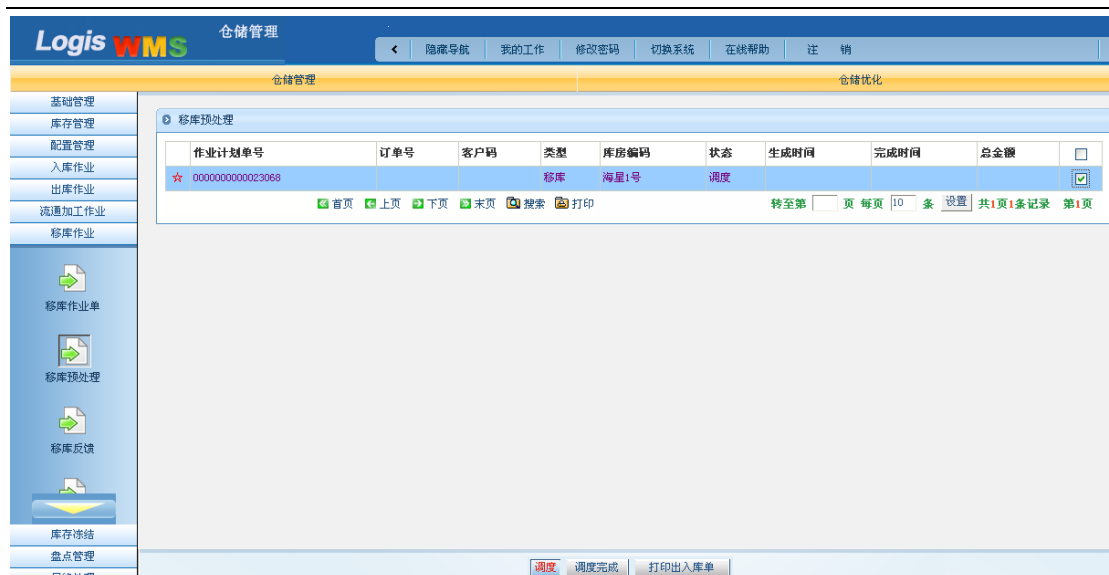 Logis WMS 仓储管理
隐藏导航 我的工作 修改密码 切换系统 在线帮助 注 销
仓储管理 仓储优化
基础管理
库存管理
配置管理
入库作业
出库作业
流通加工作业
移库作业
移库作业单
移库预处理
移库反馈
库存冻结
盘点管理
移库预处理
作业计划单号 订单号 客户码 类型 库房编码 状态 生成时间 完成时间 总金额
0000000000023068 移库 海星1号 调度
首页 上页 下页 末页 搜索 打印 转至第 页 每页 10 条 设置 共1页1条记录 第1页
调度 调度完成 打印出入库单